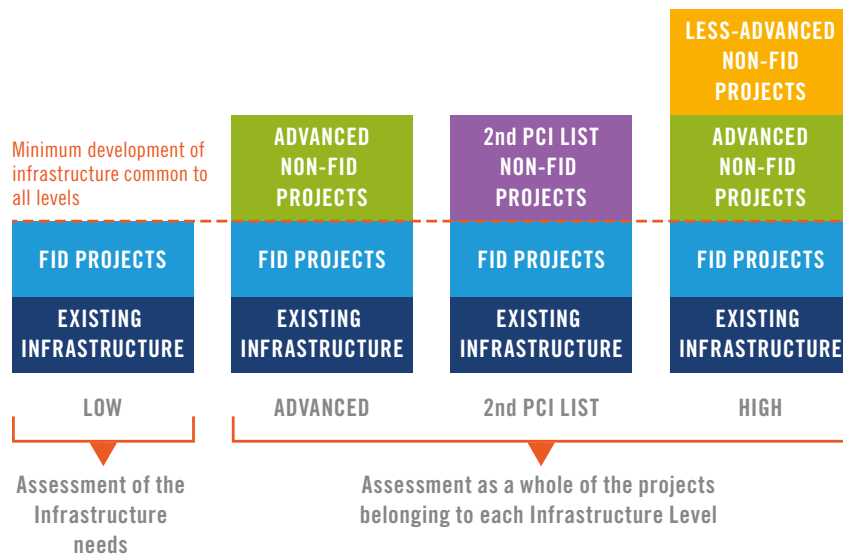 LESS-ADVANCED
NON-FID
PROJECTS
Minimum development of
infrastructure common to
all levels
ADVANCED
NON-FID
PROJECTS
2nd PCI LIST
NON-FID
PROJECTS
ADVANCED
NON-FID
PROJECTS
FID PROJECTS
FID PROJECTS
FID PROJECTS
FID PROJECTS
EXISTING
INFRASTRUCTURE
EXISTING
INFRASTRUCTURE
EXISTING
INFRASTRUCTURE
EXISTING
INFRASTRUCTURE
LOW
ADVANCED
2nd PCI LIST
HIGH
Assessment of the
Infrastructure
needs
Assessment as a whole of the projects
belonging to each Infrastructure Level